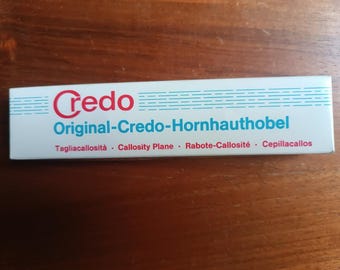 Credo
Original-Credo-Hornhauthobel
Tagliacallosità · Callosity Plane · Rabote-Callosité · Cepillacallos